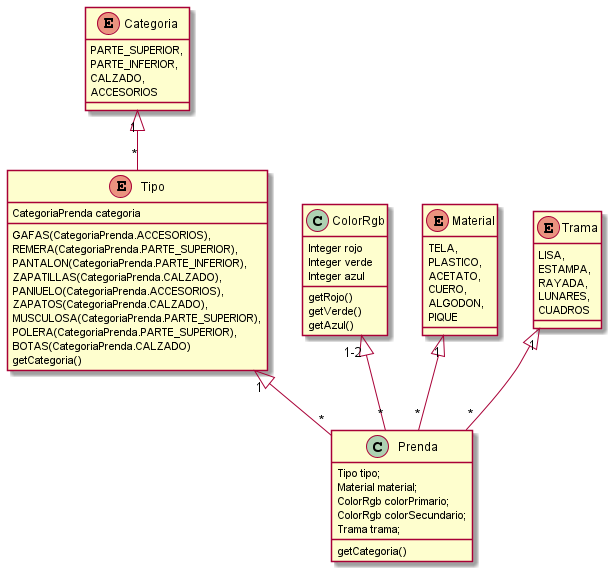 E Categoria
PARTE_SUPERIOR,
PARTE_INFERIOR,
CALZADO,
ACCESORIOS
1
*
E Tipo
CategoriaPrenda categoria
GAFAS(CategoriaPrenda.ACCESORIOS),
REMERA(CategoriaPrenda.PARTE_SUPERIOR),
PANTALON(CategoriaPrenda.PARTE_INFERIOR),
ZAPATILLAS(CategoriaPrenda.CALZADO),
PANIUELO(CategoriaPrenda.ACCESORIOS),
ZAPATOS(CategoriaPrenda.CALZADO),
MUSCULOSA(CategoriaPrenda.PARTE_SUPERIOR),
POLERA(CategoriaPrenda.PARTE_SUPERIOR),
BOTAS(CategoriaPrenda.CALZADO)
getCategoria()
C ColorRgb
Integer rojo
Integer verde
Integer azul
getRojo()
getVerde()
getAzul()
E Material
TELA,
PLASTICO,
ACETATO,
CUERO,
ALGODON,
PIQUE
E Trama
LISA,
ESTAMPA,
RAYADA,
LUNARES,
CUADROS
1
1-2
1
1
*
*
*
*
C Prenda
Tipo tipo;
Material material;
ColorRgb colorPrimario;
ColorRgb colorSecundario;
Trama trama;
getCategoria()